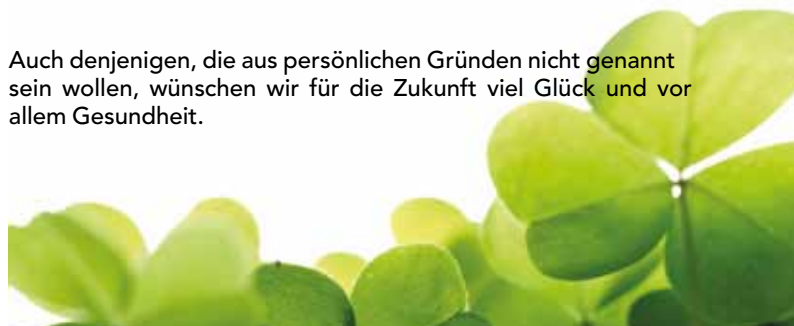 Auch denjenigen, die aus persönlichen Gründen nicht genannt
sein wollen, wünschen wir für die Zukunft viel Glück und vor
allem Gesundheit.